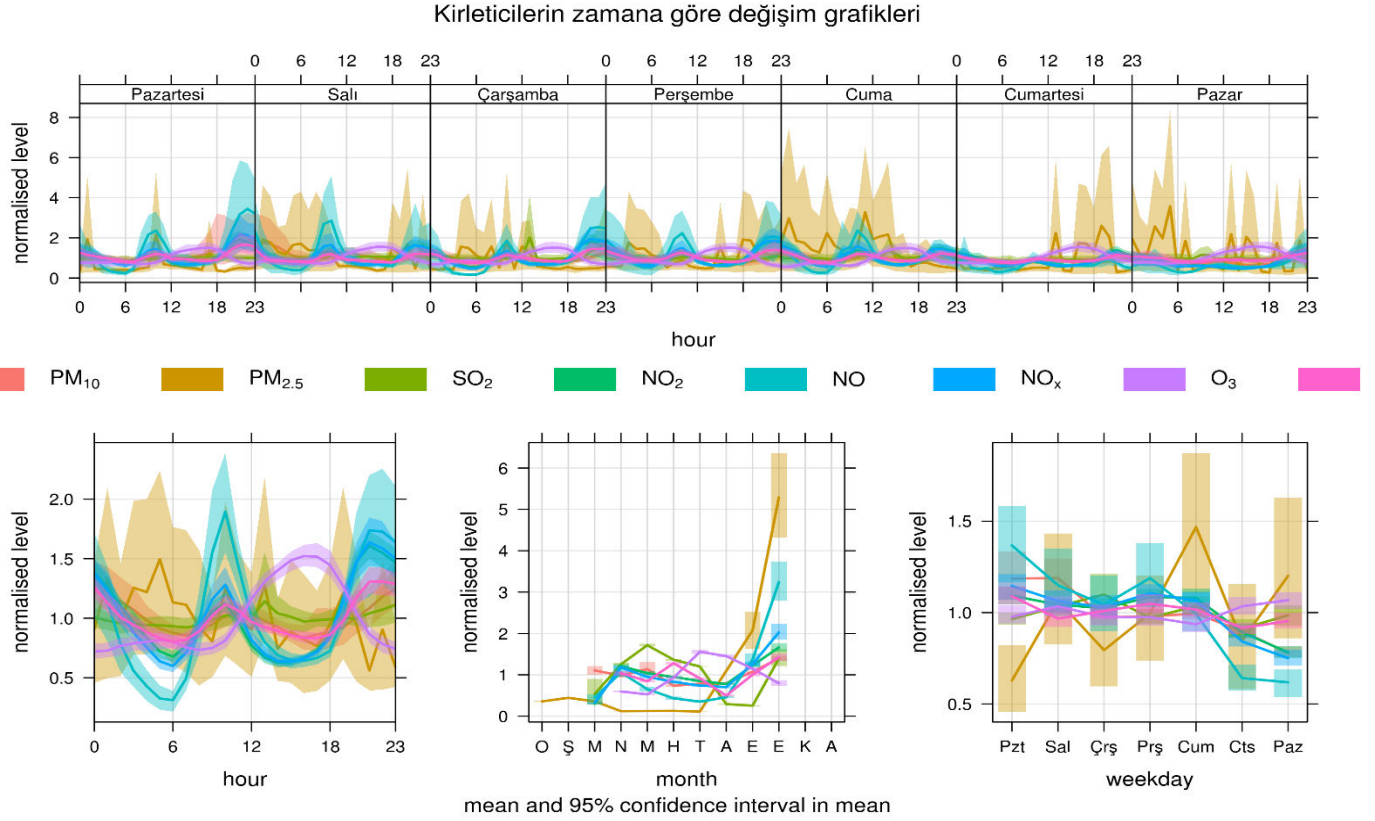 Kirleticilerin zamana göre değişim grafikleri
0 6 12 18 23 0 6 12 18 23 0 6 12 18 23
Pazartesi Salı Çarşamba Perşembe Cuma Cumartesi Pazar
normalised level
8
6
4
2
0
0 6 12 18 23 0 6 12 18 23 0 6 12 18 23 0 6 12 18 23
hour
PM10 PM2.5 SO2 NO2 NO NOx O3
normalised level
2.0
1.5
1.0
0.5
0 6 12 18 23
hour
normalised level
6
5
4
3
2
1
0
O Ş M N M H T A E E K A
month
normalised level
1.5
1.0
0.5
Pzt Sal Çrş Prş Cum Cts Paz
weekday
mean and 95% confidence interval in mean